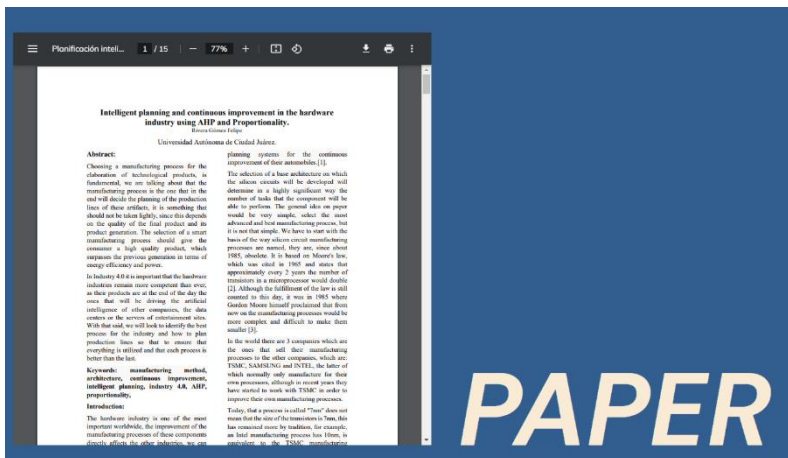 Planificación inteli... 1 / 15 77%
Intelligent planning and continuous improvement in the hardware
industry using AHP and Proportionality.
Rivera Gómez Felipe
Universidad Autónoma de Ciudad Juárez.
Abstract:
Choosing a manufacturing process for the
elaboration of technological products, is
fundamental, we are talking about that the
manufacturing process is the one that in the
end will decide the planning of the production
lines of these artifacts, it is something that
should not be taken lightly, since this depends
on the quality of the final product and its
product generation. The selection of a smart
manufacturing process should give the
consumer a high quality product, which
surpasses the previous generation in terms of
energy efficiency and power.
In Industry 4.0 it is important that the hardware
industries remain more competent than ever,
as their products are at the end of the day the
ones that will be driving the artificial
intelligence of other companies, the data
centers or the servers of entertainment sites.
With that said, we will look to identify the best
process for the industry and how to plan
production lines so that to ensure that
everything is utilized and that each process is
better than the last.
Keywords: manufacturing method,
architecture, continuous improvement,
intelligent planning, industry 4.0, AHP,
proportionality,
Introduction:
The hardware industry is one of the most
important worldwide, the improvement of the
manufacturing processes of these components
directly affects the other industries, we can
planning systems for the continuous
improvement of their automobiles.[1].
The selection of a base architecture on which
the silicon circuits will be developed will
determine in a highly significant way the
number of tasks that the component will be
able to perform. The general idea on paper
would be very simple, select the most
advanced and best manufacturing process, but
it is not that simple. We have to start with the
basis of the way silicon circuit manufacturing
processes are named, they are, since about
1985, obsolete. It is based on Moore's law,
which was cited in 1965 and states that
approximately every 2 years the number of
transistors in a microprocessor would double
[2]. Although the fulfillment of the law is still
counted to this day, it was in 1985 where
Gordon Moore himself proclaimed that from
now on the manufacturing processes would be
more complex and difficult to make them
smaller [3].
In the world there are 3 companies which are
the ones that sell their manufacturing
processes to the other companies, which are:
TSMC, SAMSUNG and INTEL, the latter of
which normally only manufacture for their
own processors, although in recent years they
have started to work with TSMC in order to
improve their own manufacturing processes.
Today, that a process is called "7nm" does not
mean that the size of the transistors is 7nm, this
has remained more by tradition, for example,
an Intel manufacturing process has 10nm, is
equivalent to the TSMC manufacturing
PAPER